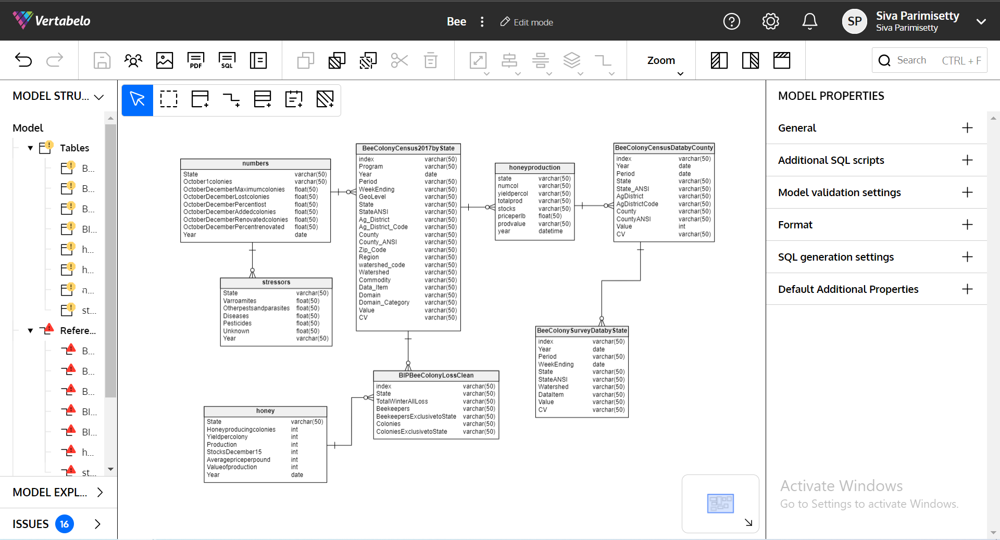 Vertabelo
Bee
Edit mode
SP
Siva Parimisetty
Siva Parimisetty
PDF
SQL
Zoom
Search CTRL + F
MODEL STRU...
Model
Tables
B...
B...
B...
BI...
h...
h...
n...
st...
Refere...
B...
B...
B...
BI...
BI...
h...
st...
MODEL EXPL...
ISSUES 16
numbers
State varchar(50)
October1colonies varchar(50)
OctoberDecemberMaximumcolonies float(50)
OctoberDecemberLostcolonies float(50)
OctoberDecemberPercentlost float(50)
OctoberDecemberAddedcolonies float(50)
OctoberDecemberRenovatedcolonies float(50)
OctoberDecemberPercentrenovated float(50)
Year date
stressors
State varchar(50)
Varroamites float(50)
Otherpestsandparasites float(50)
Diseases float(50)
Pesticides float(50)
Unknown float(50)
Year varchar(50)
honey
State varchar(50)
Honeyproducingcolonies int
Yieldpercolony int
Production int
StocksDecember15 int
Averagepriceperpound int
Valueofproduction int
Year date
BeeColonyCensus2017byState
index varchar(50)
Program varchar(50)
Year date
Period varchar(50)
WeekEnding varchar(50)
GeoLevel varchar(50)
State varchar(50)
StateANSI varchar(50)
Ag_District varchar(50)
Ag_District_Code varchar(50)
County varchar(50)
County_ANSI varchar(50)
Zip_Code varchar(50)
Region varchar(50)
watershed_code varchar(50)
Watershed varchar(50)
Commodity varchar(50)
Data_Item varchar(50)
Domain varchar(50)
Domain_Category varchar(50)
Value varchar(50)
CV varchar(50)
BIPBeeColonyLossClean
index varchar(50)
State varchar(50)
TotalWinterAllLoss varchar(50)
Beekeepers varchar(50)
BeekeepersExclusivetoState varchar(50)
Colonies varchar(50)
ColoniesExclusivetoState varchar(50)
honeyproduction
state varchar(50)
numcol varchar(50)
yieldpercol varchar(50)
totalprod varchar(50)
stocks varchar(50)
priceperlb float(50)
prodvalue varchar(50)
year datetime
BeeColonyCensusDatabyCounty
index varchar(50)
Year date
Period date
State varchar(50)
State_ANSI varchar(50)
AgDistrict varchar(50)
AgDistrictCode varchar(50)
County varchar(50)
CountyANSI varchar(50)
Value int
CV varchar(50)
BeeColonySurveyDatabyState
index varchar(50)
Year date
Period varchar(50)
WeekEnding date
State varchar(50)
StateANSI varchar(50)
Watershed varchar(50)
DataItem varchar(50)
Value varchar(50)
CV varchar(50)
MODEL PROPERTIES
General
Additional SQL scripts
Model validation settings
Format
SQL generation settings
Default Additional Properties
Activate Windows
Go to Settings to activate Windows.